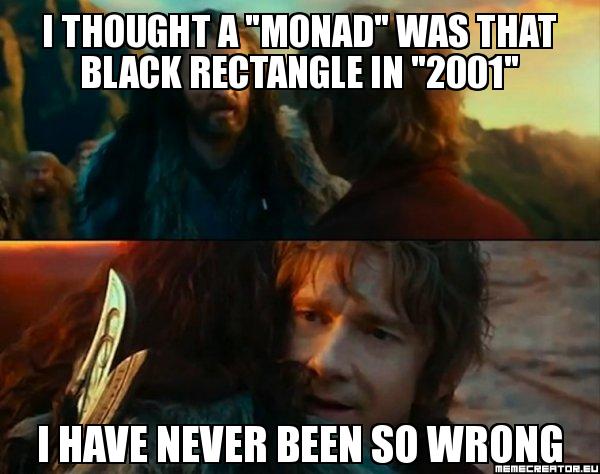 I THOUGHT A "MONAD" WAS THAT
BLACK RECTANGLE IN "2001"
I HAVE NEVER BEEN SO WRONG
MEMECREATOR.EU